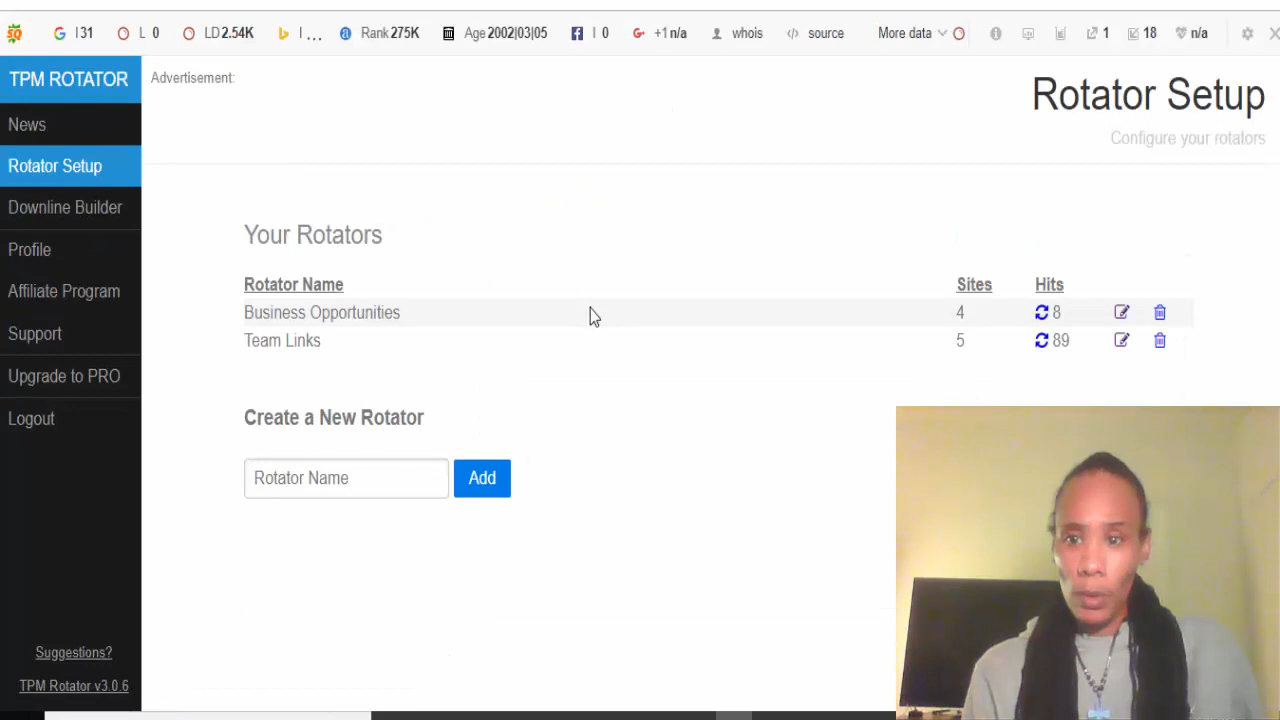 SQ I 31 L 0 LD 2.54K I ... Rank 275K Age 2002|03|05 I 0 +1 n/a whois source More data 1 18 n/a
TPM ROTATOR
News
Rotator Setup
Downline Builder
Profile
Affiliate Program
Support
Upgrade to PRO
Logout
Suggestions?
TPM Rotator v3.0.6
Advertisement:
Rotator Setup
Configure your rotators
Your Rotators
Rotator Name Sites Hits
Business Opportunities 4 8
Team Links 5 89
Create a New Rotator
Rotator Name Add